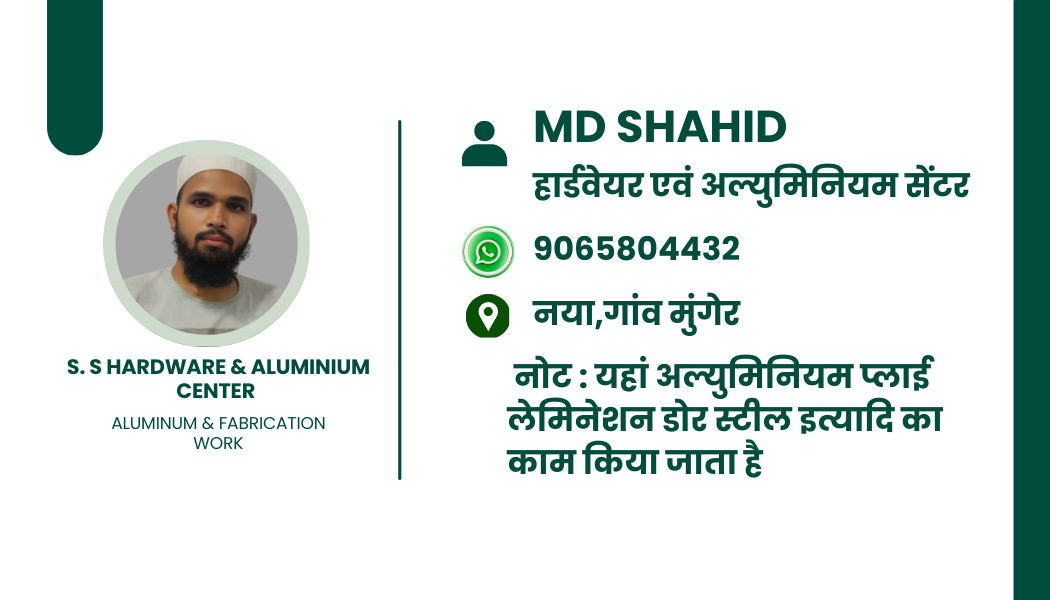 S. S HARDWARE & ALUMINIUM
CENTER
ALUMINUM & FABRICATION
WORK
MD SHAHID
हार्डवेयर एवं अल्युमिनियम सेंटर
9065804432
नया,गांव मुंगेर
नोट : यहां अल्युमिनियम प्लाई
लेमिनेशन डोर स्टील इत्यादि का
काम किया जाता है